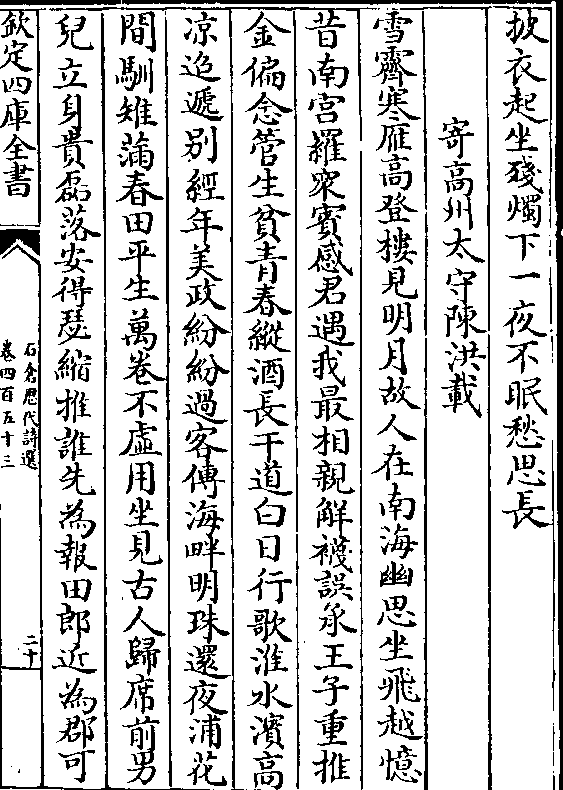 披衣起坐殘燭下一夜不眠愁思長
寄高州太守陳洪載
雪霽寒雁高登樓見明月故人在南海幽思坐飛越憶
昔南宫羅衆賓感君遇我最相親解襪誤承王子重推
金偏念管生貧青春縱酒長干道白日行歌淮水濱高
凉迢遞别經年美政紛紛過客傳海畔明珠還夜浦花
間馴雉滿春田平生萬卷不虛用坐見古人歸席前男
兒立身貴磊落安得瑟縮推誰先為報田郎近為郡可
欽定四庫全書
石倉歷代詩選
卷四百五十三
二十